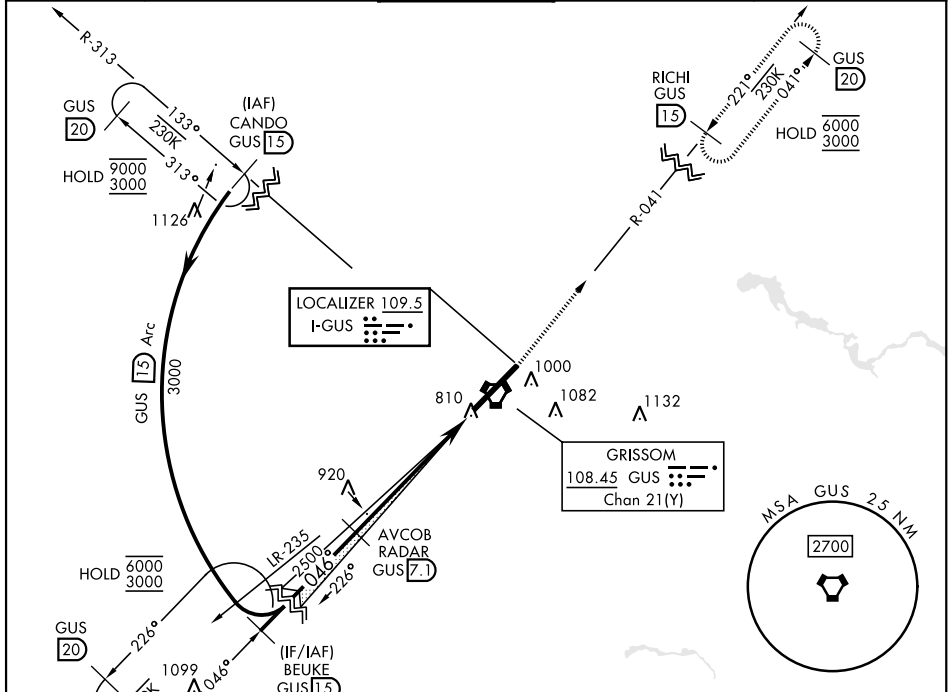 R-313
GUS
20
133°
230K
313°
HOLD 9000
3000
(IAF)
CANDO
GUS 15
1126
RICHI
GUS
15
221°
230K
041°
GUS
20
HOLD 6000
3000
R-041
LOCALIZER 109.5
I-GUS
GUS 15 Arc
3000
810
1000
1082
1132
GRISSOM
108.45 GUS
Chan 21(Y)
920
AVCOB
RADAR
GUS 7.1
LR-235
2500
046°
226°
HOLD 6000
3000
226°
GUS
20
1099
046°
(IF/IAF)
BEUKE
GUS 15
MSA GUS 25 NM
2700